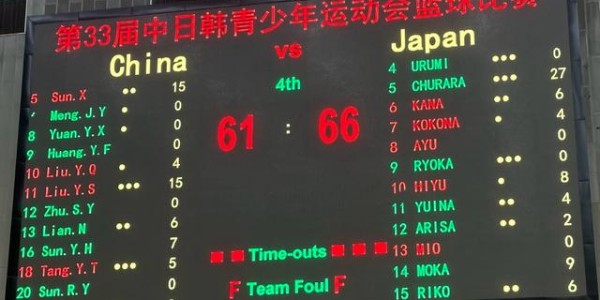 第33届中日韩青少年运动会篮球比赛
China vs Japan
4th
61 : 66
5 Sun.X •• 15
Meng.J.Y • 0
8 Yuan.Y.X • 0
9 Huang.Y.F 0
10 Liu.Y.Q • 4
11 Liu.Y.S ••• 15
12 Zhu.S.Y 0
13 Lian.N •• 6
16 Sun.Y.H 7
18 Tang.Y.T ••• 5
20 Sun.R.Y 0
4 URUMI ••• 0
5 CHURARA ••• 27
6 KANA •• 6
7 KOKONA • 4
8 AYU 0
9 RYOKA •• 0
10 HIYU • 8
11 YUINA •• 4
12 ARISA •• 2
13 MIO 0
14 MOKA 9
15 RIKO •• 6
Time-outs
F Team Foul F